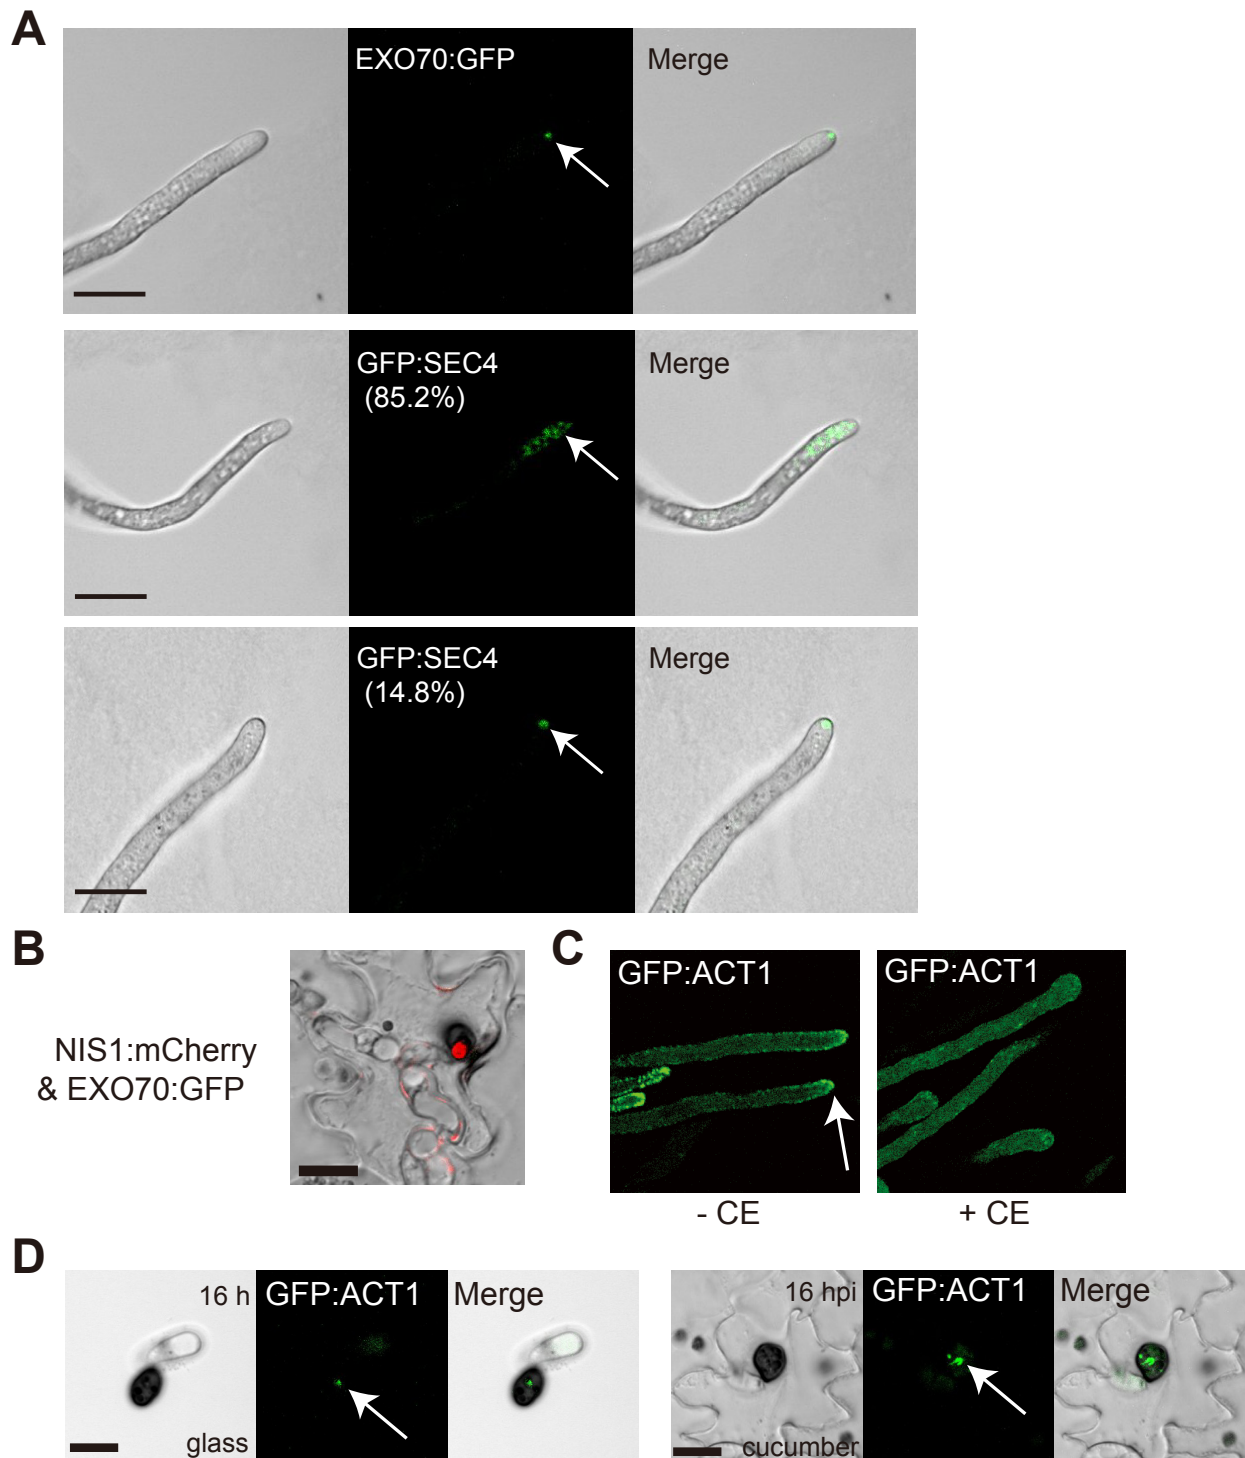 A
EXO70:GFP
Merge
GFP:SEC4
(85.2%)
Merge
GFP:SEC4
(14.8%)
Merge
B
NIS1:mCherry
& EXO70:GFP
C
GFP:ACT1
- CE
GFP:ACT1
+ CE
D
16 h
glass
GFP:ACT1
Merge
16 hpi
cucumber
GFP:ACT1
Merge